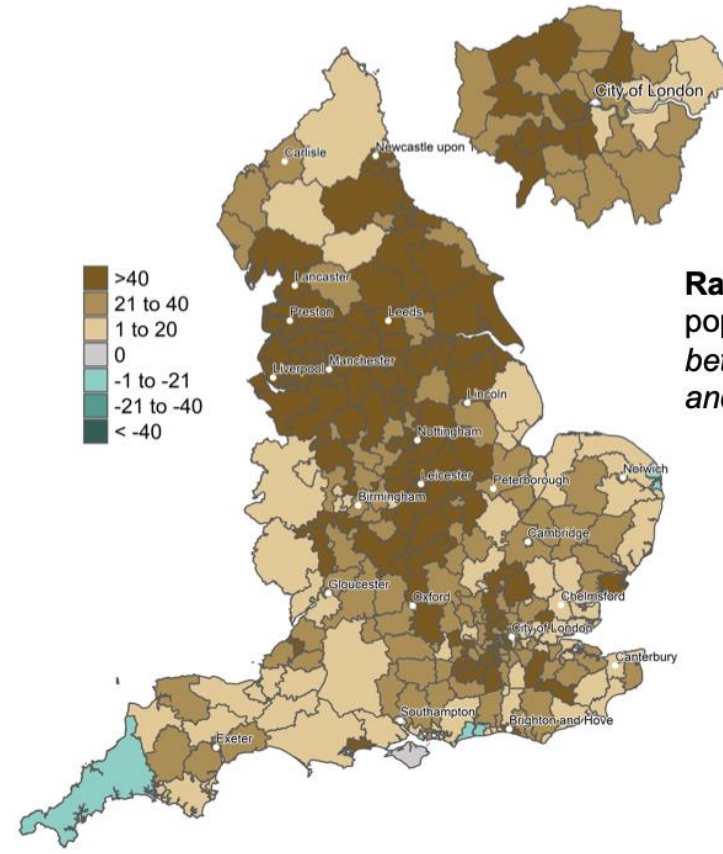 City of London
Carlisle
Newcastle upon T
>40
21 to 40
1 to 20
0
-1 to -21
-21 to -40
< -40
Ra
pop
bet
and
Lancaster
Preston
Leeds
Liverpool
Manchester
Lincoln
Nottingham
Leicester
Peterborough
Norwich
Birmingham
Cambridge
Gloucester
Oxford
Chelmsford
City of London
Canterbury
Southampton
Brighton and Hove
Exeter